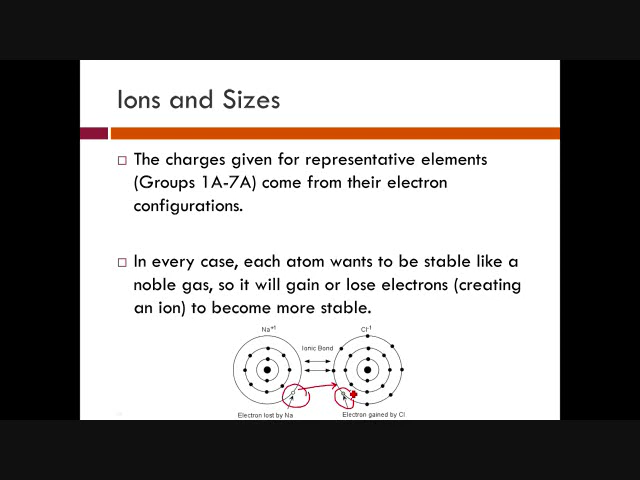 Ions and Sizes
The charges given for representative elements
(Groups 1A-7A) come from their electron
configurations.
In every case, each atom wants to be stable like a
noble gas, so it will gain or lose electrons (creating
an ion) to become more stable.
Na+1 Cl-1
Ionic Bond
Electron lost by Na Electron gained by Cl